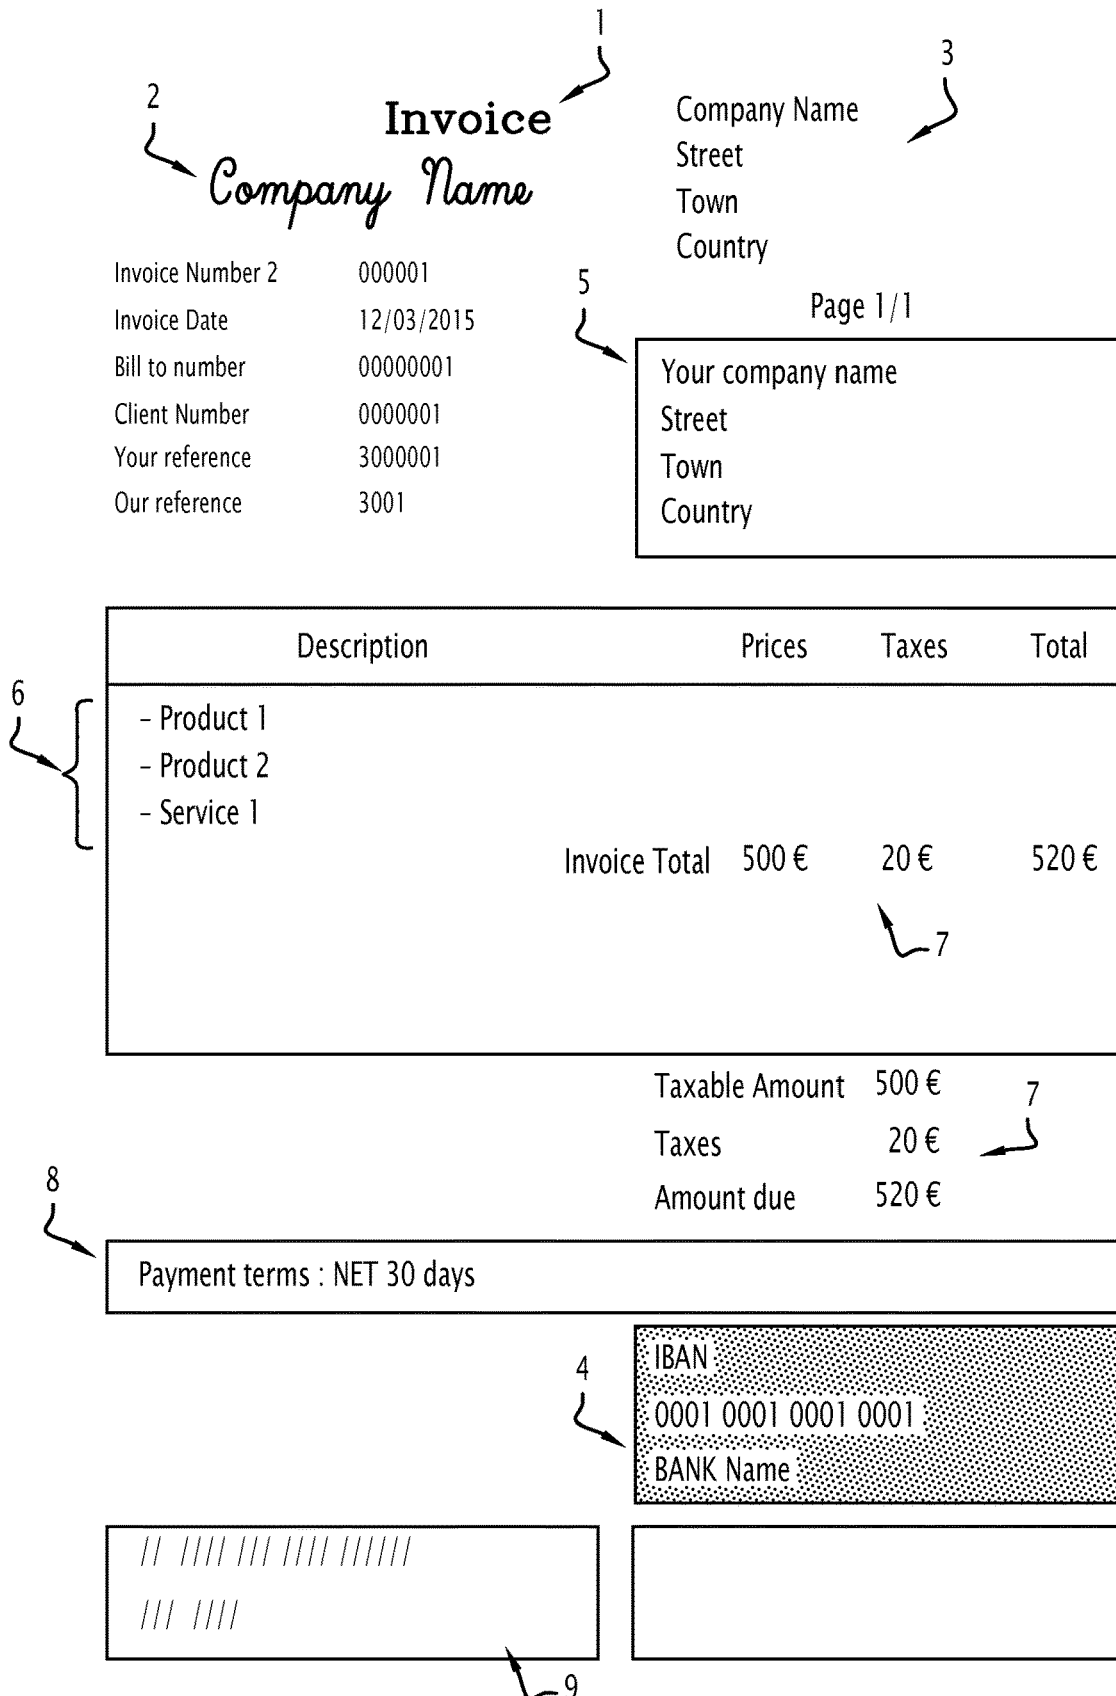 1
3
2
Invoice
Company Name
Company Name
Street
Town
Country
Invoice Number 2 000001
Invoice Date 12/03/2015
Bill to number 00000001
Client Number 0000001
Your reference 3000001
Our reference 3001
5
Page 1/1
Your company name
Street
Town
Country
Description Prices Taxes Total
6
- Product 1
- Product 2
- Service 1
Invoice Total 500 € 20 € 520 €
7
Taxable Amount 500 €
Taxes 20 €
Amount due 520 €
7
8
Payment terms : NET 30 days
4
IBAN
0001 0001 0001 0001
BANK Name
// //// /// //// //////
/// ////
9